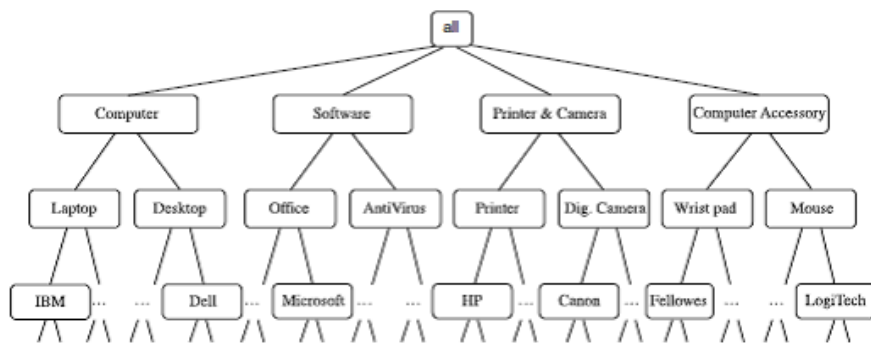 all
Computer
Software
Printer & Camera
Computer Accessory
Laptop
Desktop
Office
AntiVirus
Printer
Dig. Camera
Wrist pad
Mouse
IBM
...
...
Dell
...
Microsoft
...
...
HP
...
Canon
...
Fellowes
...
...
LogiTech